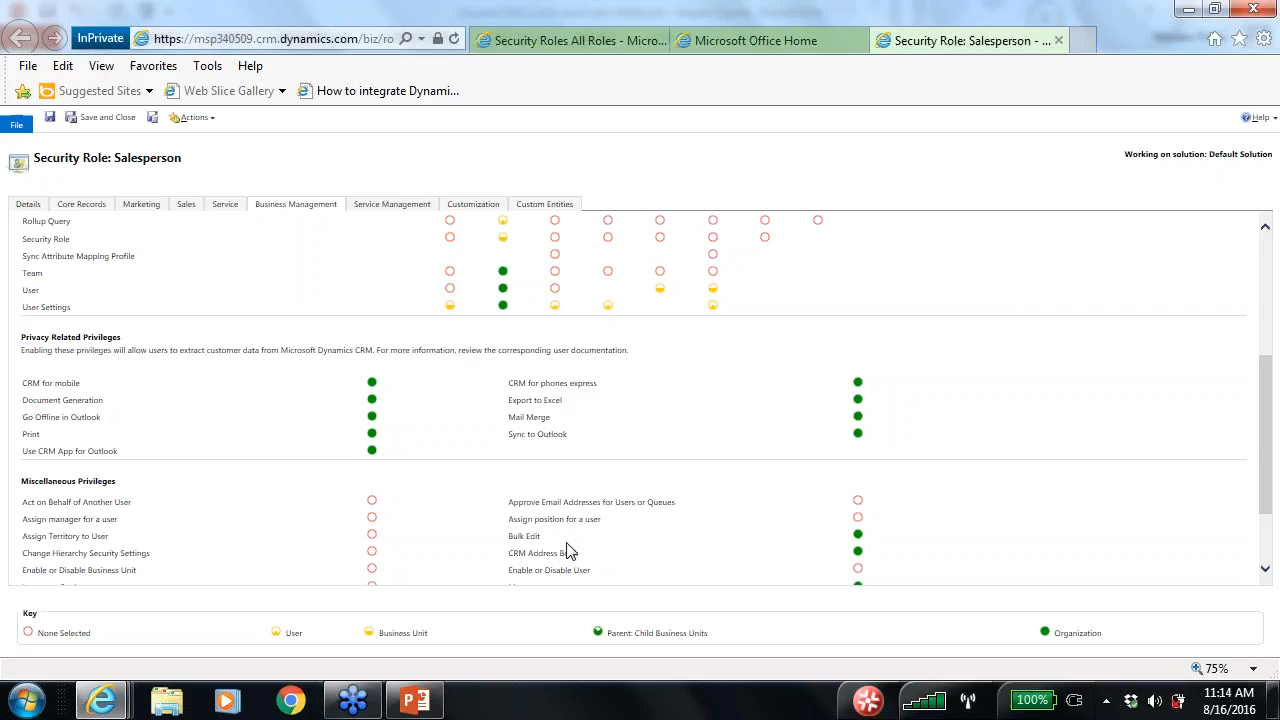 InPrivate https://msp340509.crm.dynamics.com/biz/ro Security Roles All Roles - Micro... Microsoft Office Home Security Role: Salesperson - ...
File Edit View Favorites Tools Help
Suggested Sites Web Slice Gallery How to integrate Dynami...
File Save and Close Actions Help
Security Role: Salesperson Working on solution: Default Solution
Details Core Records Marketing Sales Service Business Management Service Management Customization Custom Entities
Rollup Query
Security Role
Sync Attribute Mapping Profile
Team
User
User Settings
Privacy Related Privileges
Enabling these privileges will allow users to extract customer data from Microsoft Dynamics CRM. For more information, review the corresponding user documentation.
CRM for mobile CRM for phones express
Document Generation Export to Excel
Go Offline in Outlook Mail Merge
Print Sync to Outlook
Use CRM App for Outlook
Miscellaneous Privileges
Act on Behalf of Another User Approve Email Addresses for Users or Queues
Assign manager for a user Assign position for a user
Assign Territory to User Bulk Edit
Change Hierarchy Security Settings CRM Address
Enable or Disable Business Unit Enable or Disable User
Key
None Selected User Business Unit Parent: Child Business Units Organization
75%
100% 11:14 AM
8/16/2016